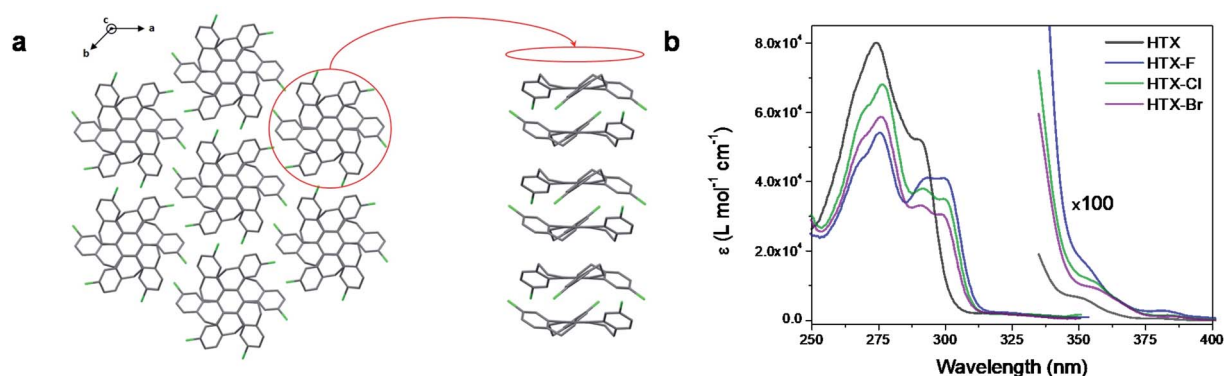 a
c
a
b
b
HTX
HTX-F
HTX-Cl
HTX-Br
x100
8.0x10⁴
6.0x10⁴
4.0x10⁴
2.0x10⁴
0.0
ε (L mol⁻¹ cm⁻¹)
250 275 300 325 350 375 400
Wavelength (nm)